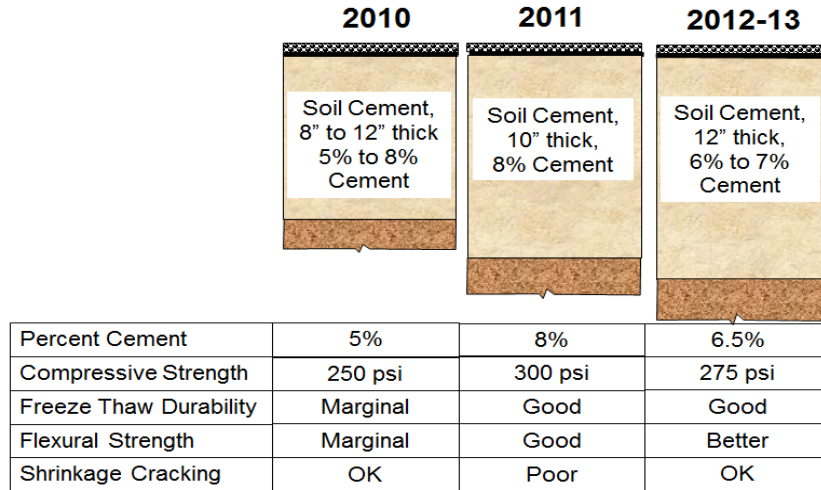 2010 2011 2012-13
Soil Cement,
8” to 12” thick
5% to 8%
Cement
Soil Cement,
10” thick,
8% Cement
Soil Cement,
12” thick,
6% to 7%
Cement
Percent Cement 5% 8% 6.5%
Compressive Strength 250 psi 300 psi 275 psi
Freeze Thaw Durability Marginal Good Good
Flexural Strength Marginal Good Better
Shrinkage Cracking OK Poor OK